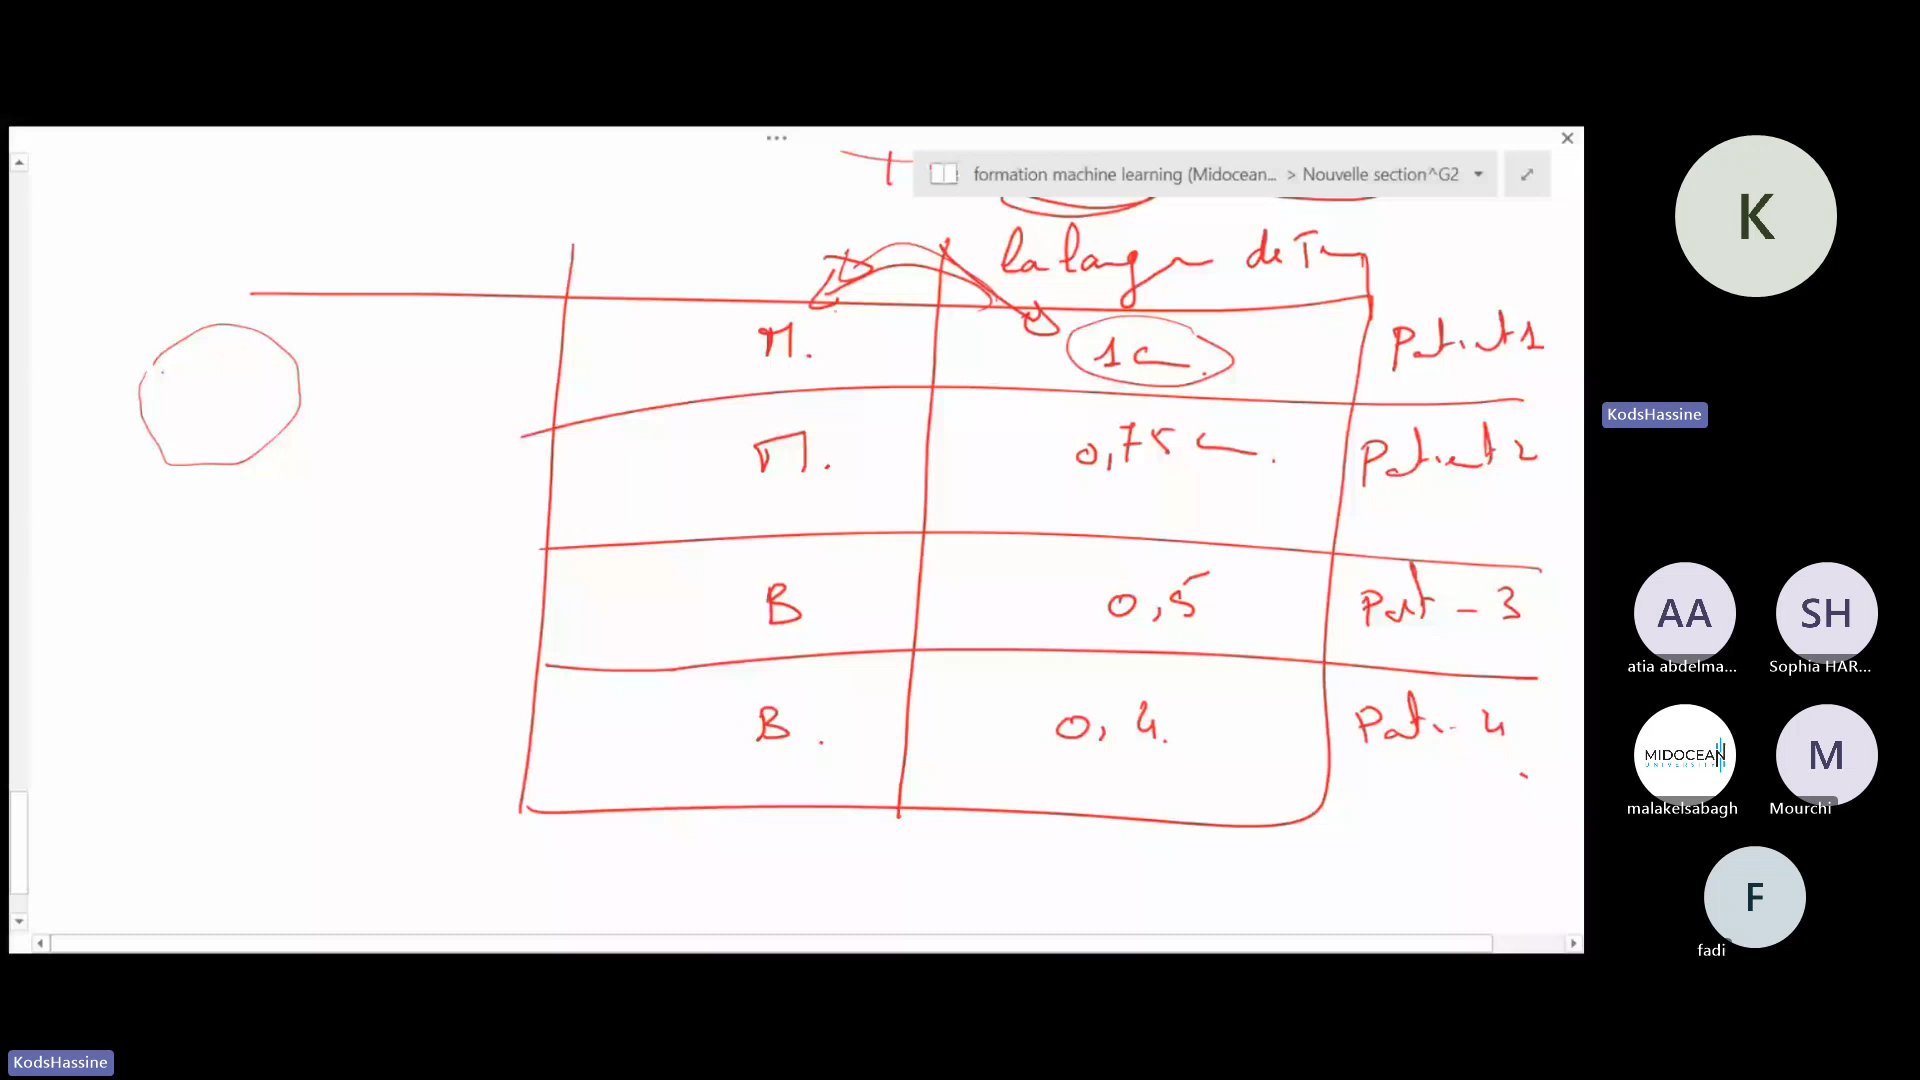 formation machine learning (Midocean... > Nouvelle section^G2
la largeur de Tum
M. 1 cm. Patient 1
M. 0,75 cm. Patient 2
B 0,5 Pat - 3
B. 0,4. Pat - 4
K
KodsHassine
AA SH
atia abdelma... Sophia HAR...
MIDOCEAN M
UNIVERSITY
malakelsabagh Mourchi
F
fadi
KodsHassine